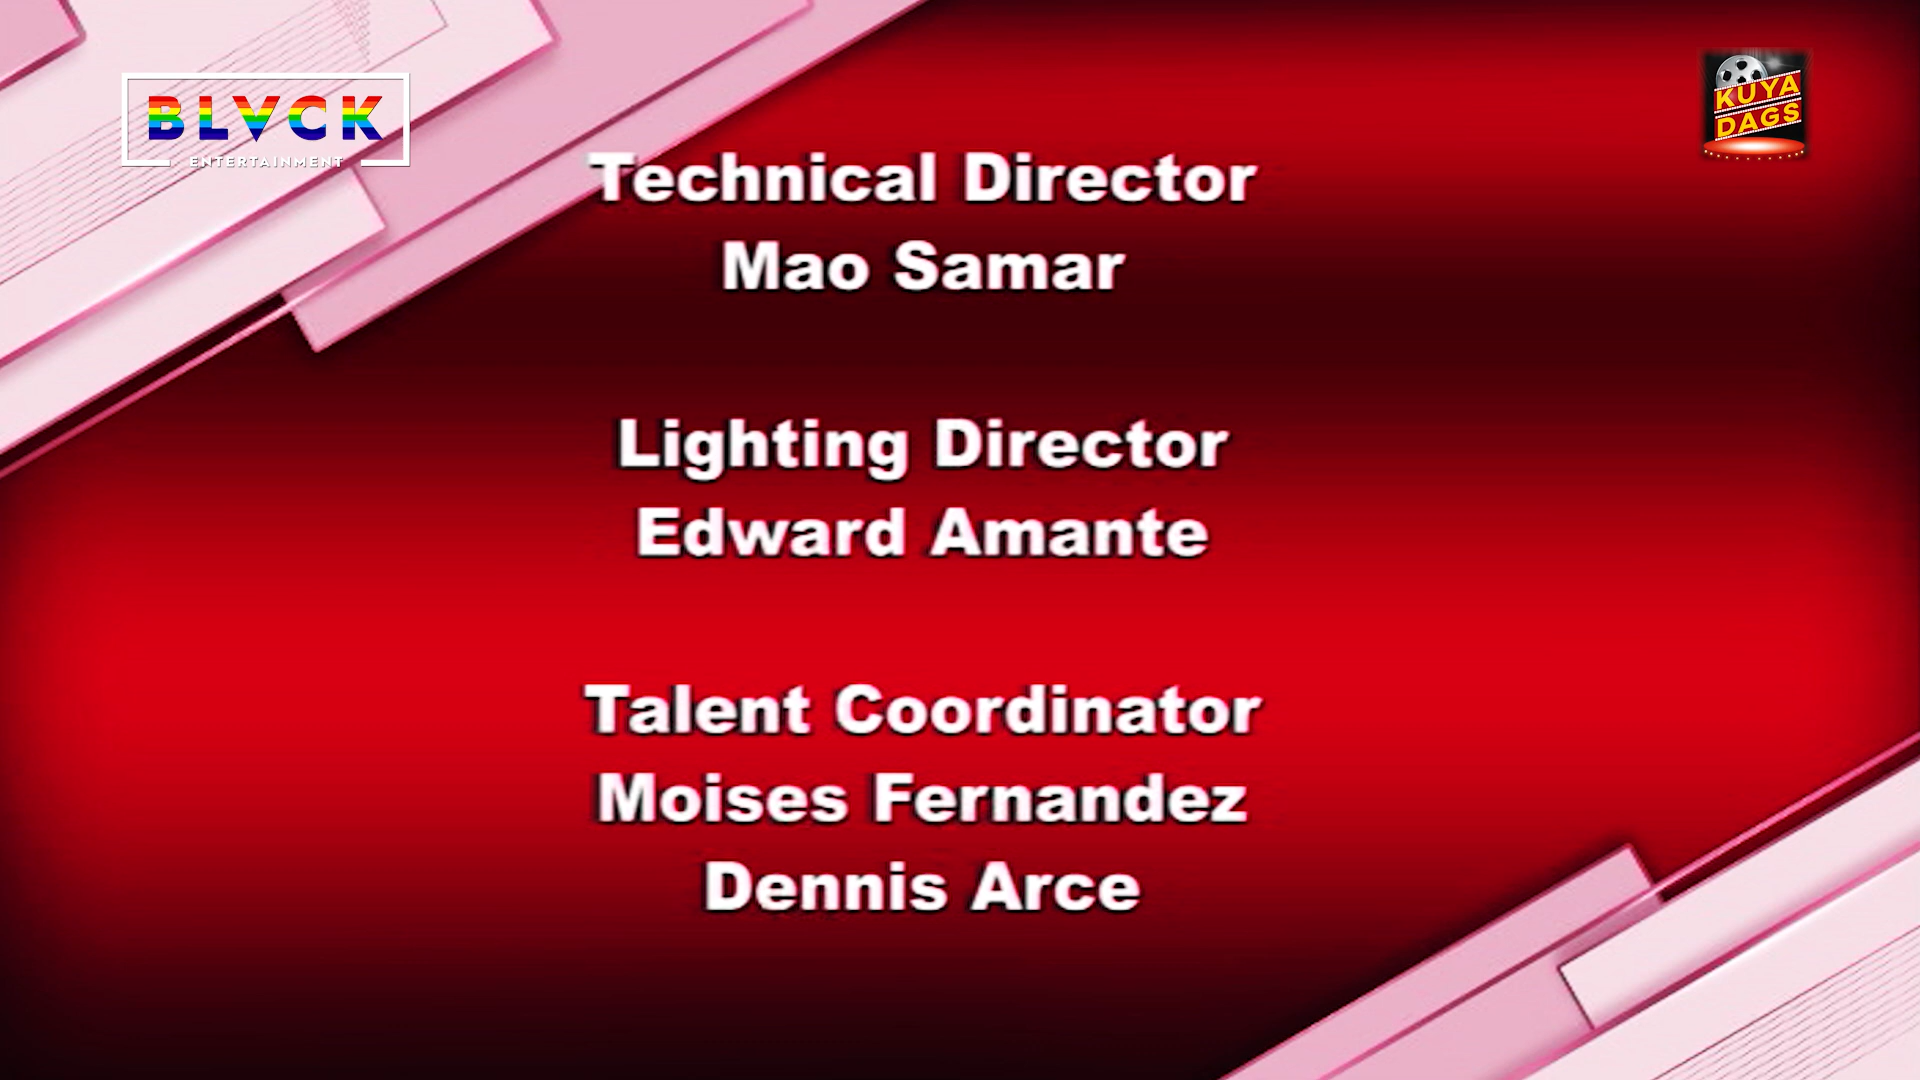 BLVCK
ENTERTAINMENT
KUYA
DAGS
Technical Director
Mao Samar
Lighting Director
Edward Amante
Talent Coordinator
Moises Fernandez
Dennis Arce